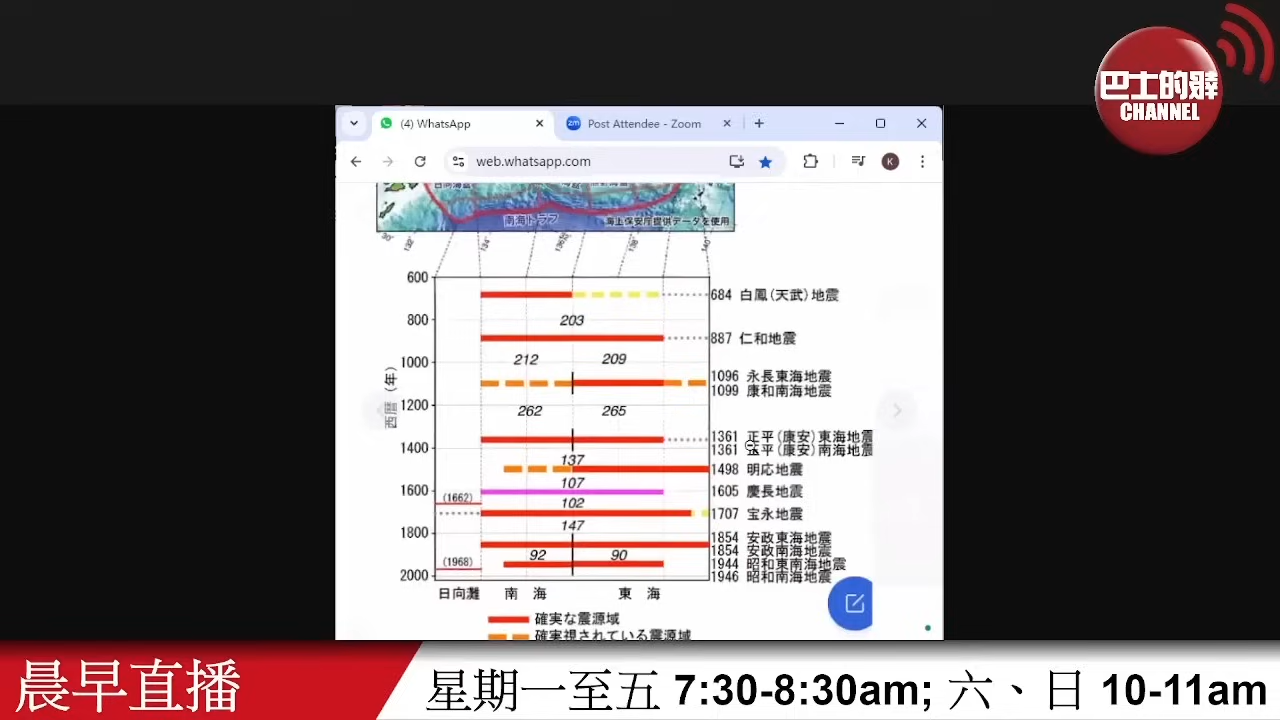 巴士的報
CHANNEL
(4) WhatsApp
Post Attendee - Zoom
web.whatsapp.com
K
日向海盆
南海トラフ
海上保安庁提供データを使用
132°
134°
136°
138°
140°
600
684 白鳳(天武)地震
800
203
887 仁和地震
1000
212
209
1096 永長東海地震
1099 康和南海地震
西暦(年)
1200
262
265
1361 正平(康安)東海地震
1361 正平(康安)南海地震
1400
137
1498 明応地震
107
1600
(1662)
1605 慶長地震
102
1707 宝永地震
147
1800
1854 安政東海地震
1854 安政南海地震
92
90
(1968)
1944 昭和東南海地震
1946 昭和南海地震
2000
日向灘
南 海
東 海
確実な震源域
確実視されている震源域
晨早直播
星期一至五 7:30-8:30am; 六、日 10-11am